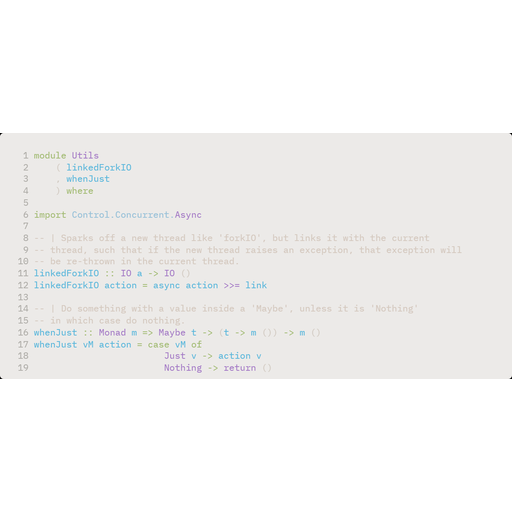 1 module Utils
2     ( linkedForkIO
3     , whenJust
4     ) where
5
6 import Control.Concurrent.Async
7
8 -- | Sparks off a new thread like 'forkIO', but links it with the current
9 -- thread, such that if the new thread raises an exception, that exception will
10 -- be re-thrown in the current thread.
11 linkedForkIO :: IO a -> IO ()
12 linkedForkIO action = async action >>= link
13
14 -- | Do something with a value inside a 'Maybe', unless it is 'Nothing'
15 -- in which case do nothing.
16 whenJust :: Monad m => Maybe t -> (t -> m ()) -> m ()
17 whenJust vM action = case vM of
18                         Just v -> action v
19                         Nothing -> return ()